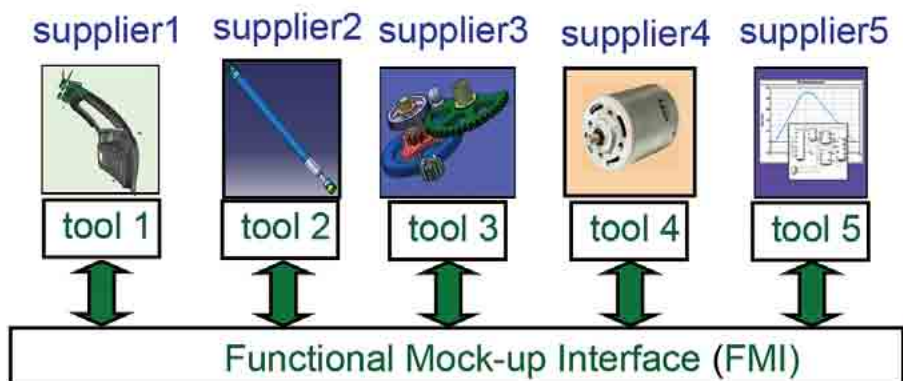 supplier1 supplier2 supplier3 supplier4 supplier5
tool 1 tool 2 tool 3 tool 4 tool 5
Functional Mock-up Interface (FMI)